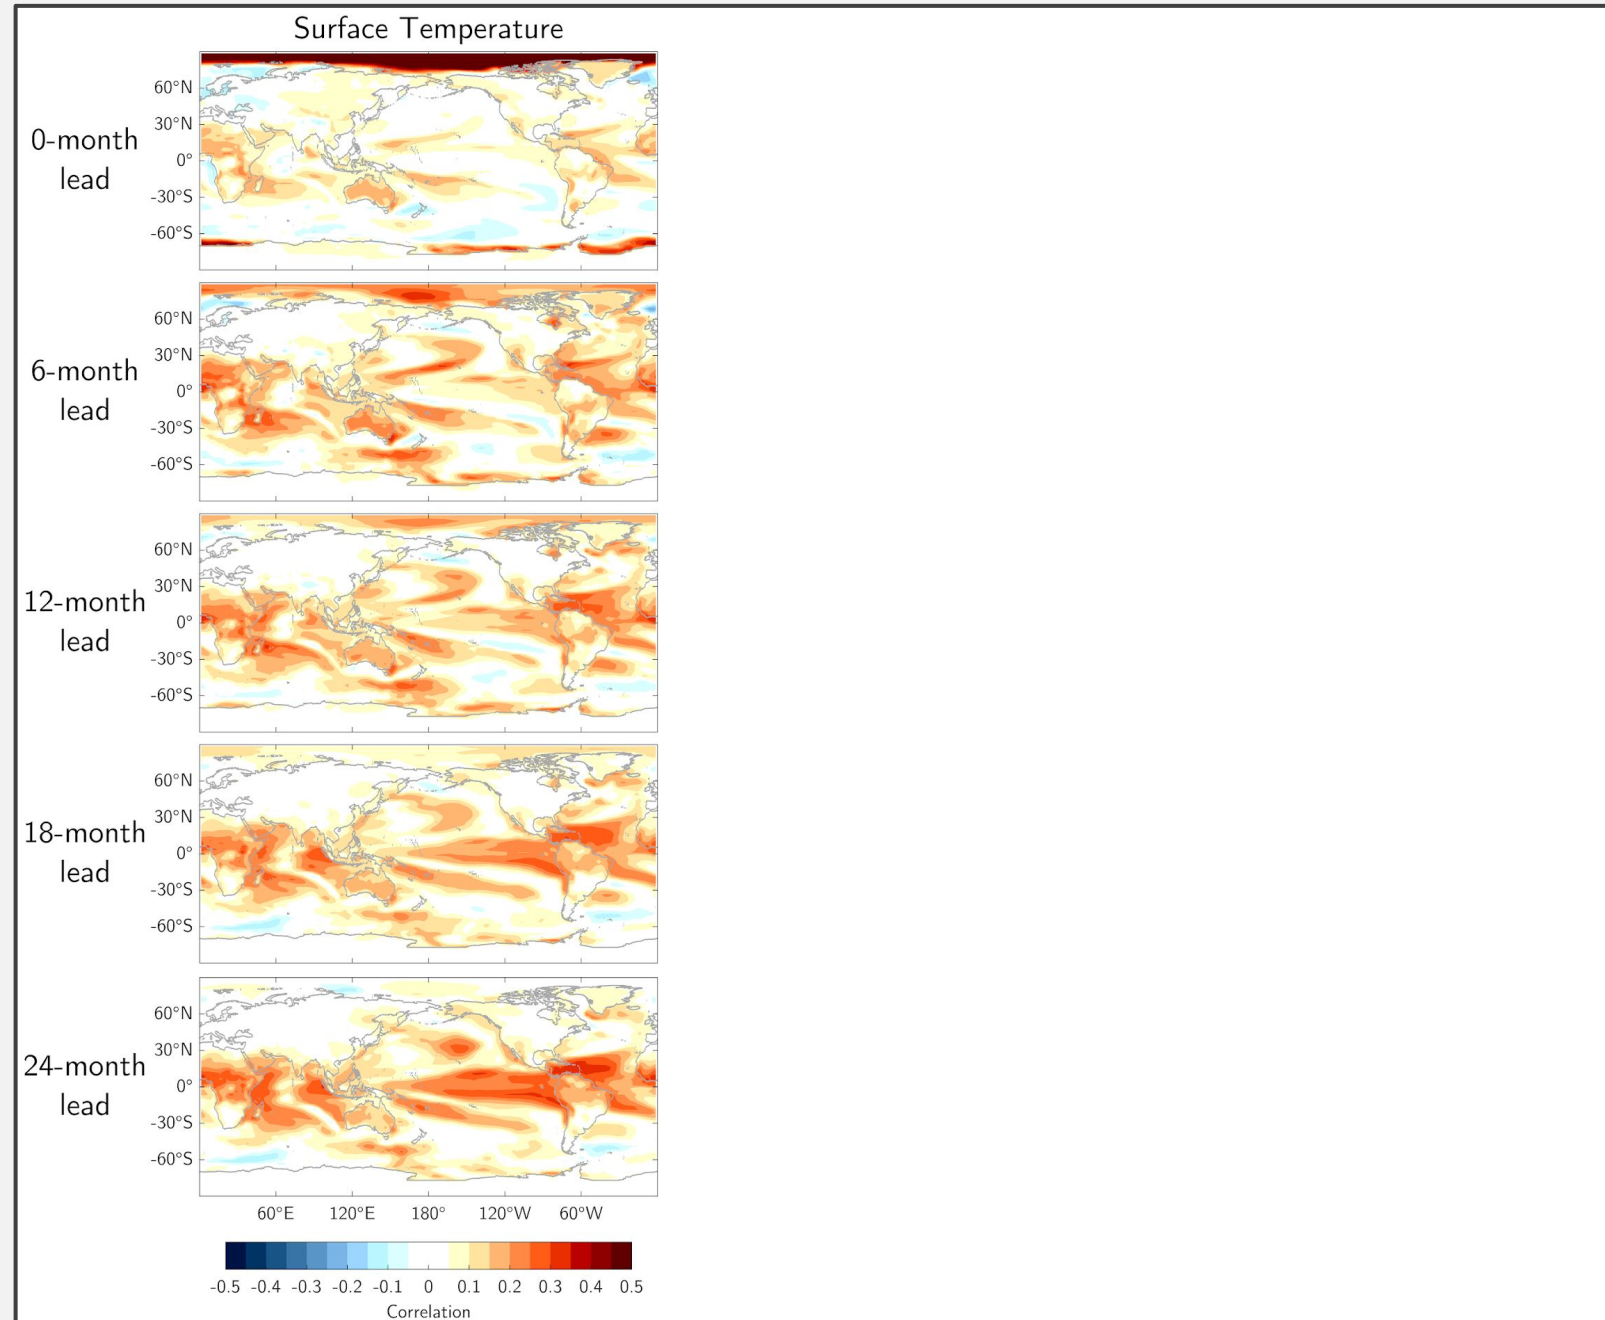 Surface Temperature
0-month
lead
60°N
30°N
0°
-30°S
-60°S
6-month
lead
60°N
30°N
0°
-30°S
-60°S
12-month
lead
60°N
30°N
0°
-30°S
-60°S
18-month
lead
60°N
30°N
0°
-30°S
-60°S
24-month
lead
60°N
30°N
0°
-30°S
-60°S
60°E 120°E 180° 120°W 60°W
-0.5 -0.4 -0.3 -0.2 -0.1 0 0.1 0.2 0.3 0.4 0.5
Correlation